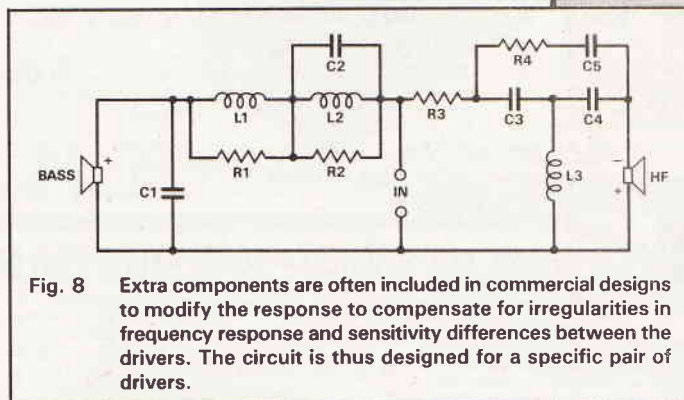 C2
R4
C5
L1
L2
R3
C3
C4
BASS
+
C1
R1
R2
IN
L3
–
HF
+
Fig. 8 Extra components are often included in commercial designs
to modify the response to compensate for irregularities in
frequency response and sensitivity differences between the
drivers. The circuit is thus designed for a specific pair of
drivers.